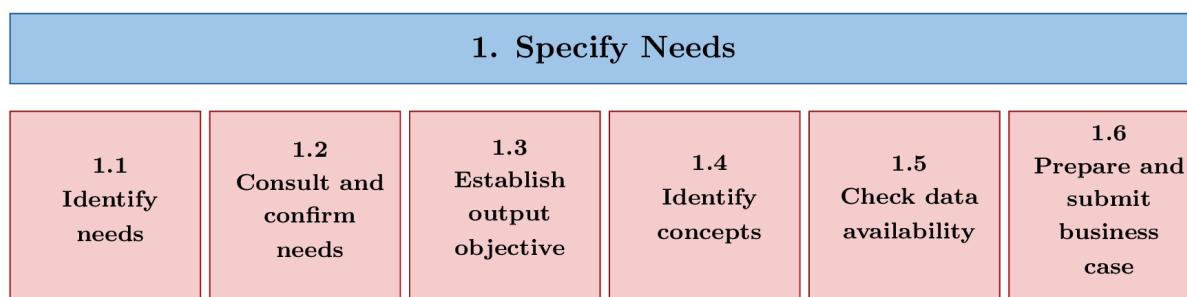 1. Specify Needs
1.1
Identify
needs
1.2
Consult and
confirm
needs
1.3
Establish
output
objective
1.4
Identify
concepts
1.5
Check data
availability
1.6
Prepare and
submit
business
case